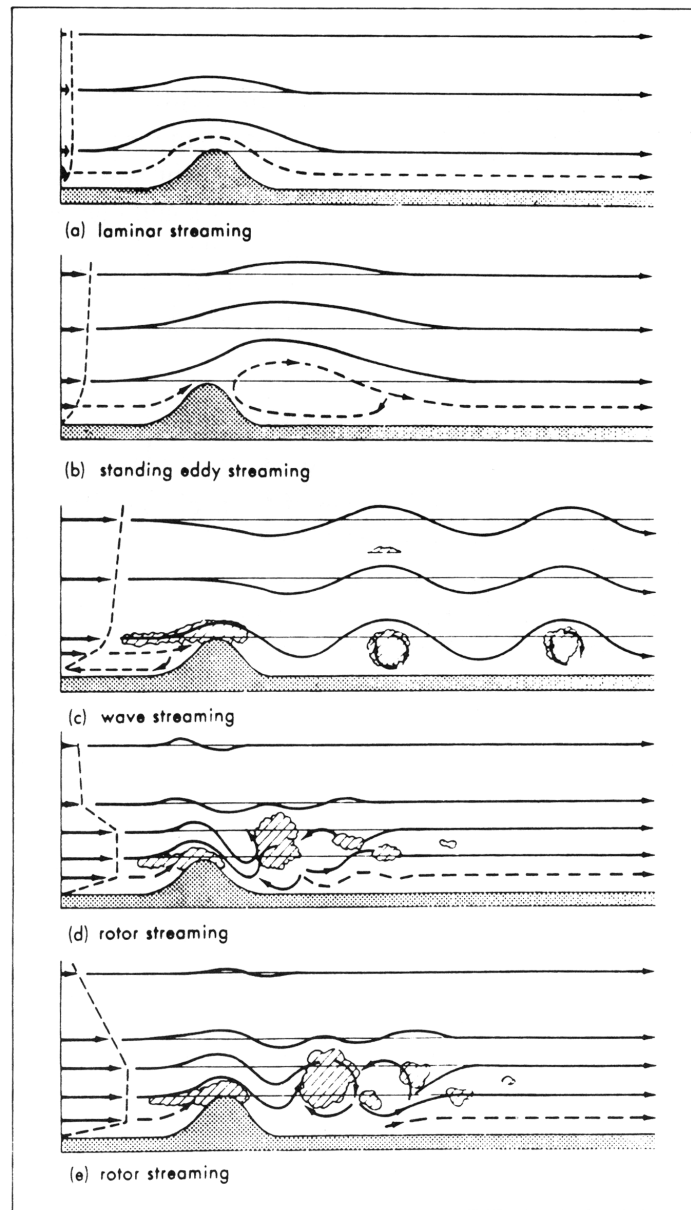 (a) laminar streaming
(b) standing eddy streaming
(c) wave streaming
(d) rotor streaming
(e) rotor streaming